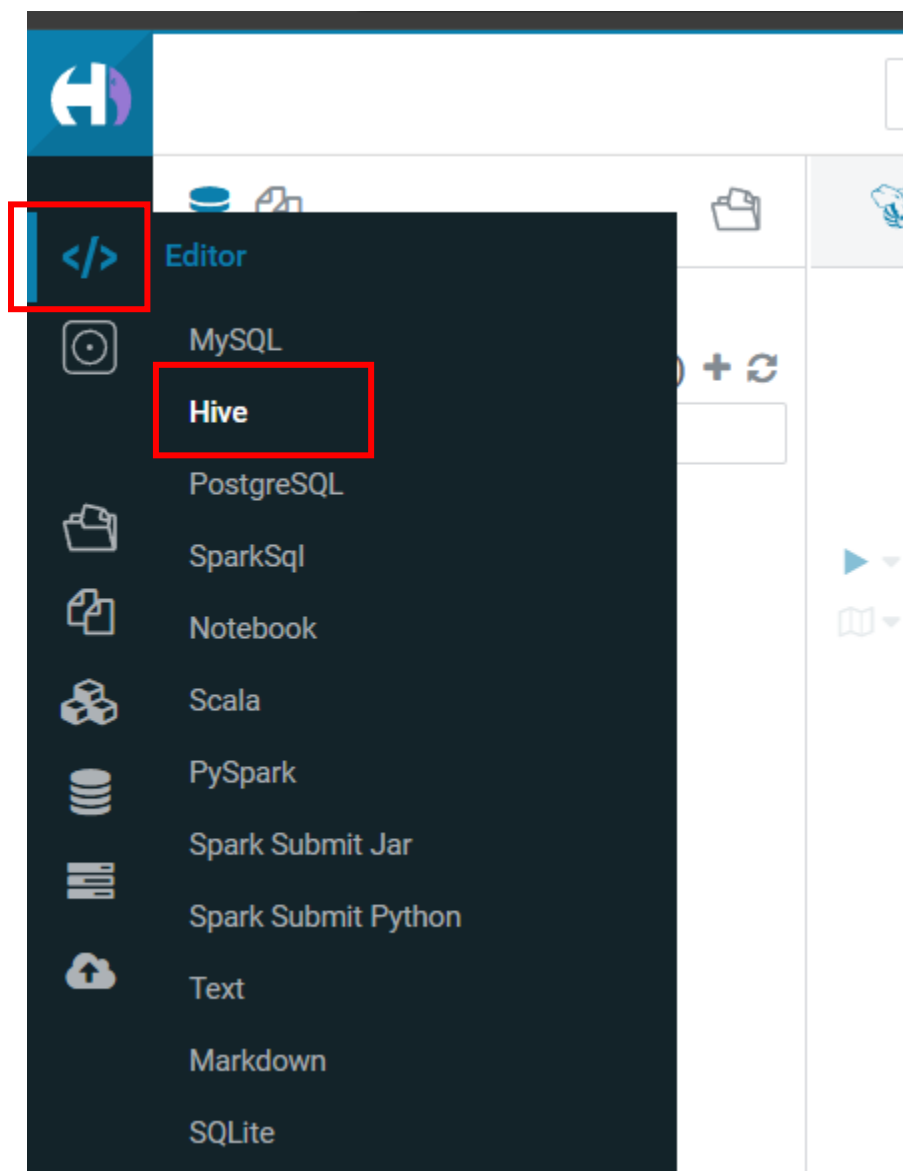 </>
Editor
MySQL
Hive
)
PostgreSQL
SparkSql
Notebook
Scala
PySpark
Spark Submit Jar
Spark Submit Python
Text
Markdown
SQLite